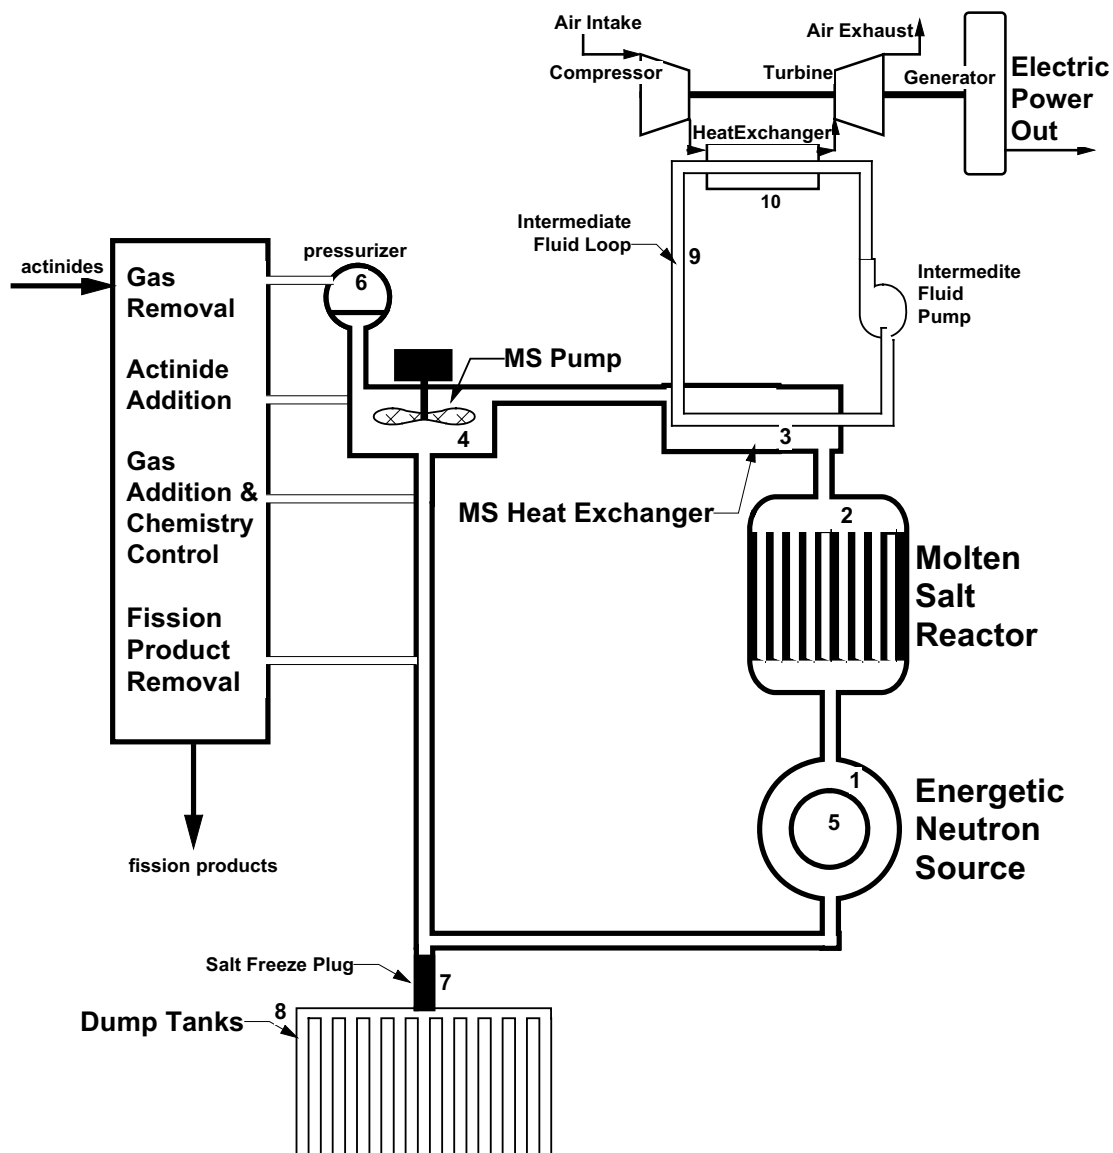 Air Intake
Air Exhaust
Compressor
Turbine
Generator
Electric
Power
Out
HeatExchanger
10
Intermediate
Fluid Loop
9
Intermedite
Fluid
Pump
pressurizer
6
actinides
Gas
Removal
Actinide
Addition
Gas
Addition &
Chemistry
Control
Fission
Product
Removal
MS Pump
4
3
MS Heat Exchanger
2
Molten
Salt
Reactor
1
5
Energetic
Neutron
Source
fission products
Salt Freeze Plug
7
8
Dump Tanks